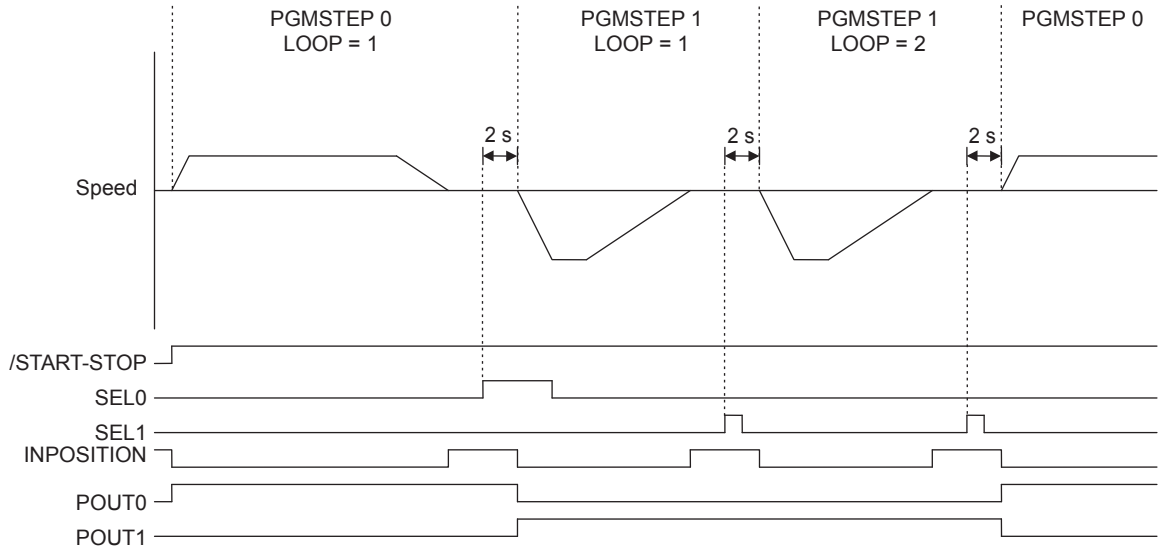 PGMSTEP 0
LOOP = 1
PGMSTEP 1
LOOP = 1
PGMSTEP 1
LOOP = 2
PGMSTEP 0
2 s
2 s
2 s
Speed
/START-STOP
SEL0
SEL1
INPOSITION
POUT0
POUT1